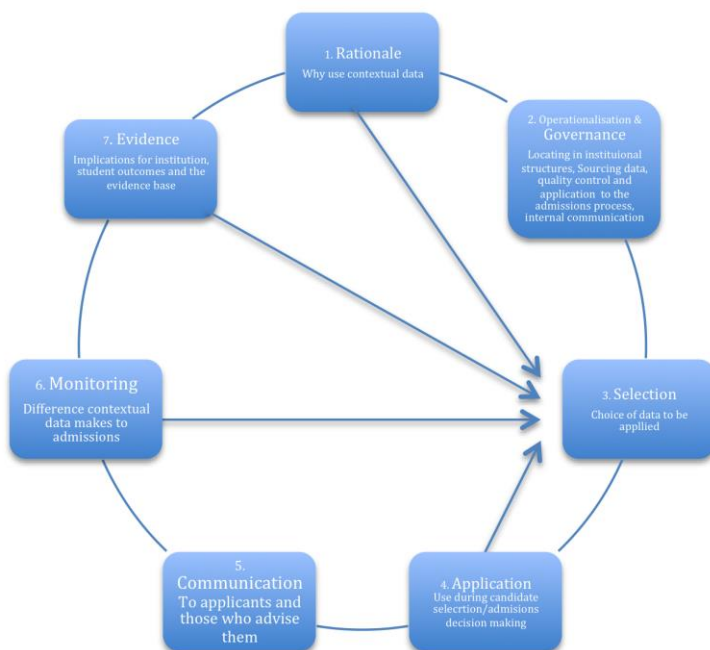 1. Rationale
Why use contextual data
2. Operationalisation &
Governance
Locating in instituional
structures, Sourcing data,
quality control and
application to the
admissions process,
internal communication
3. Selection
Choice of data to be
appllied
4. Application
Use during candidate
selecrtion/admisions
decision making
5.
Communication
To applicants and
those who advise
them
6. Monitoring
Difference contextual
data makes to
admissions
7. Evidence
Implications for institution,
student outcomes and the
evidence base